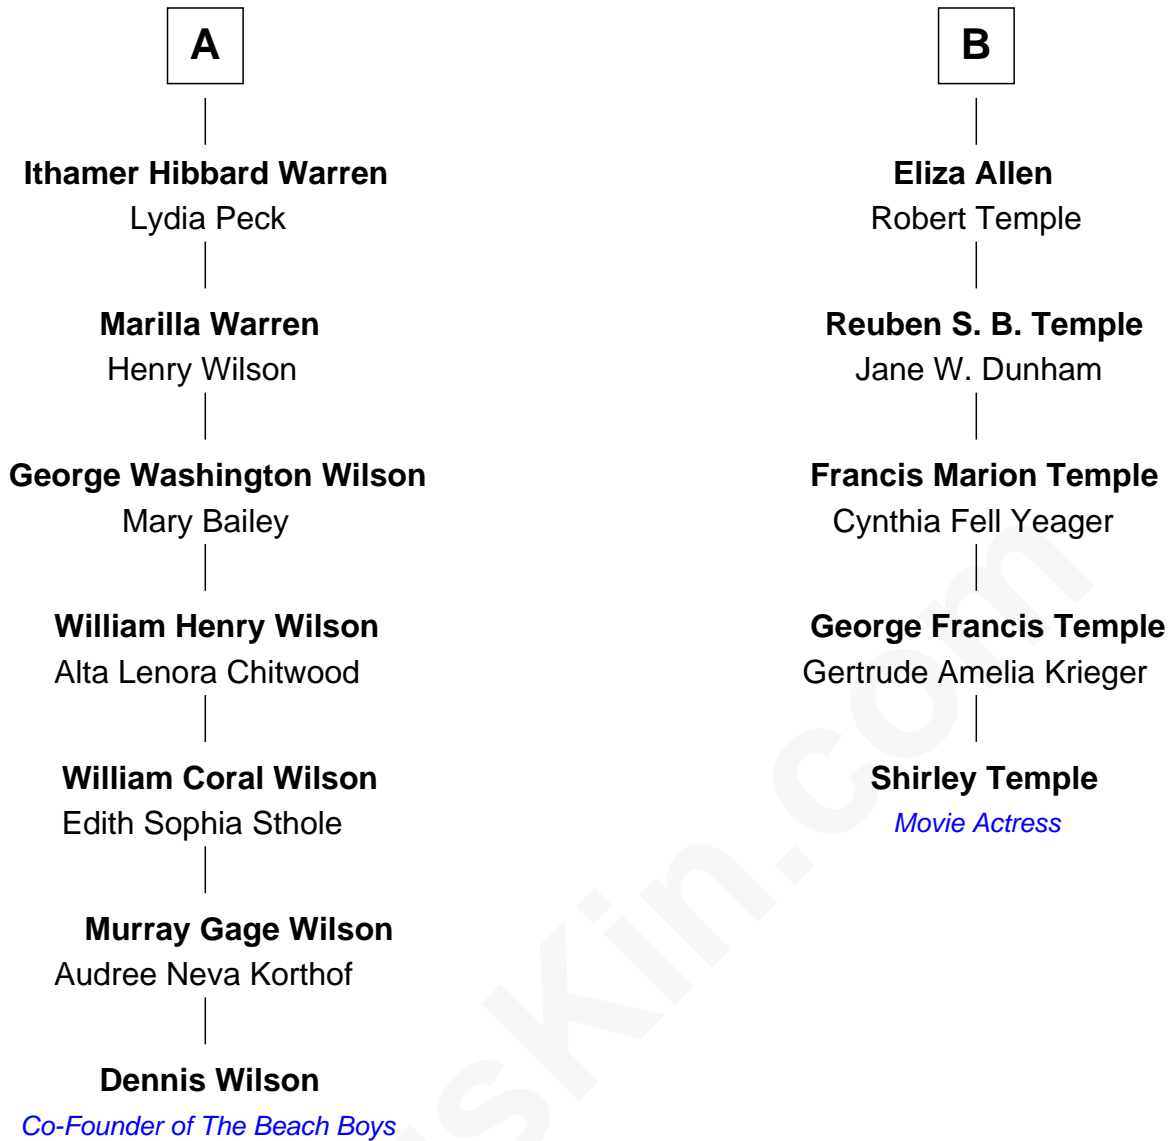 A
Ithamer Hibbard Warren
Lydia Peck
Marilla Warren
Henry Wilson
George Washington Wilson
Mary Bailey
William Henry Wilson
Alta Lenora Chitwood
William Coral Wilson
Edith Sophia Sthole
Murray Gage Wilson
Audree Neva Korthof
Dennis Wilson
Co-Founder of The Beach Boys
B
Eliza Allen
Robert Temple
Reuben S. B. Temple
Jane W. Dunham
Francis Marion Temple
Cynthia Fell Yeager
George Francis Temple
Gertrude Amelia Krieger
Shirley Temple
Movie Actress
sKin.com